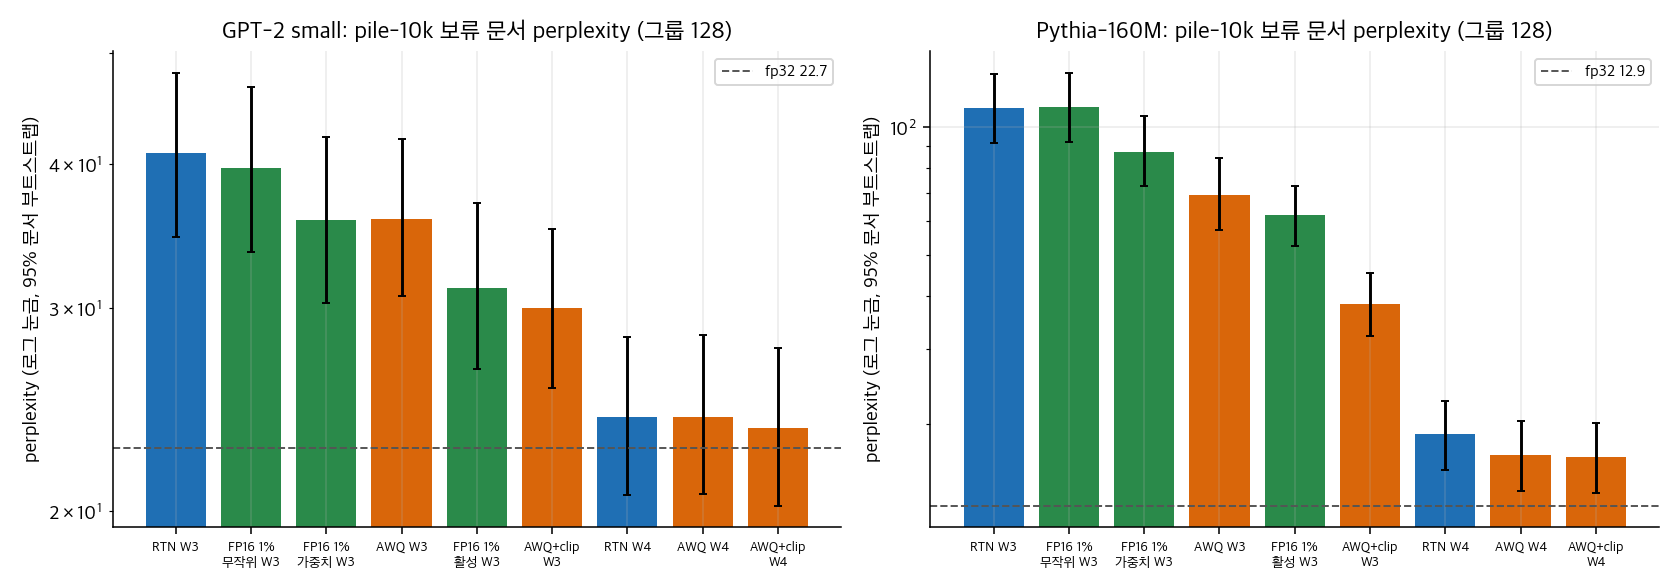 GPT-2 small: pile-10k 보류 문서 perplexity (그룹 128)
perplexity (로그 눈금, 95% 문서 부트스트랩)
4 × 10¹
3 × 10¹
2 × 10¹
fp32 22.7
RTN W3
FP16 1%
무작위 W3
FP16 1%
가중치 W3
AWQ W3
FP16 1%
활성 W3
AWQ+clip
W3
RTN W4
AWQ W4
AWQ+clip
W4
Pythia-160M: pile-10k 보류 문서 perplexity (그룹 128)
perplexity (로그 눈금, 95% 문서 부트스트랩)
10²
fp32 12.9
RTN W3
FP16 1%
무작위 W3
FP16 1%
가중치 W3
AWQ W3
FP16 1%
활성 W3
AWQ+clip
W3
RTN W4
AWQ W4
AWQ+clip
W4